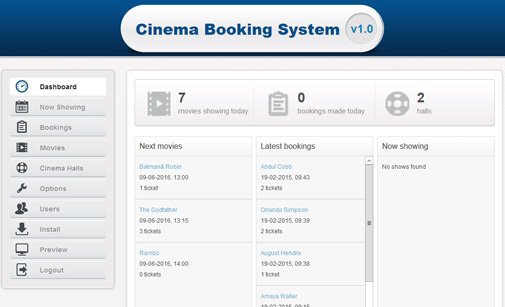 Cinema Booking System v1.0
Dashboard
Now Showing
Bookings
Movies
Cinema Halls
Options
Users
Install
Preview
Logout
7
movies showing today
0
bookings made today
2
halls
Next movies
Batman& Robin
09-06-2016, 13:00
1 ticket
The Godfather
09-06-2016, 13:15
3 tickets
Rambo
09-06-2016, 14:00
0 tickets
Latest bookings
Abdul Cobb
19-02-2015, 09:43
2 tickets
Orlando Simpson
19-02-2015, 09:39
2 tickets
August Hendrix
19-02-2015, 09:38
1 ticket
Amaya Waller
Now showing
No shows found